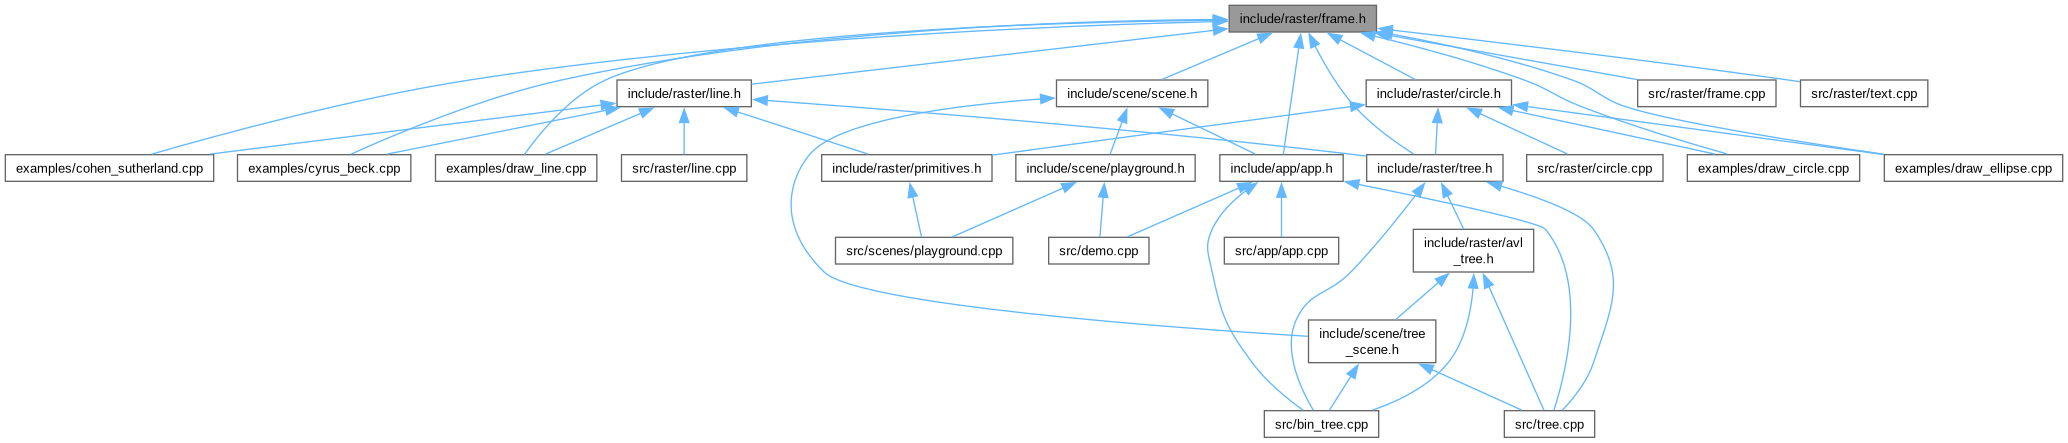 include/raster/frame.h
include/raster/line.h
include/scene/scene.h
include/raster/circle.h
src/raster/frame.cpp
src/raster/text.cpp
examples/cohen_sutherland.cpp
examples/cyrus_beck.cpp
examples/draw_line.cpp
src/raster/line.cpp
include/raster/primitives.h
include/scene/playground.h
include/app/app.h
include/raster/tree.h
src/raster/circle.cpp
examples/draw_circle.cpp
examples/draw_ellipse.cpp
src/scenes/playground.cpp
src/demo.cpp
src/app/app.cpp
include/raster/avl
_tree.h
include/scene/tree
_scene.h
src/bin_tree.cpp
src/tree.cpp